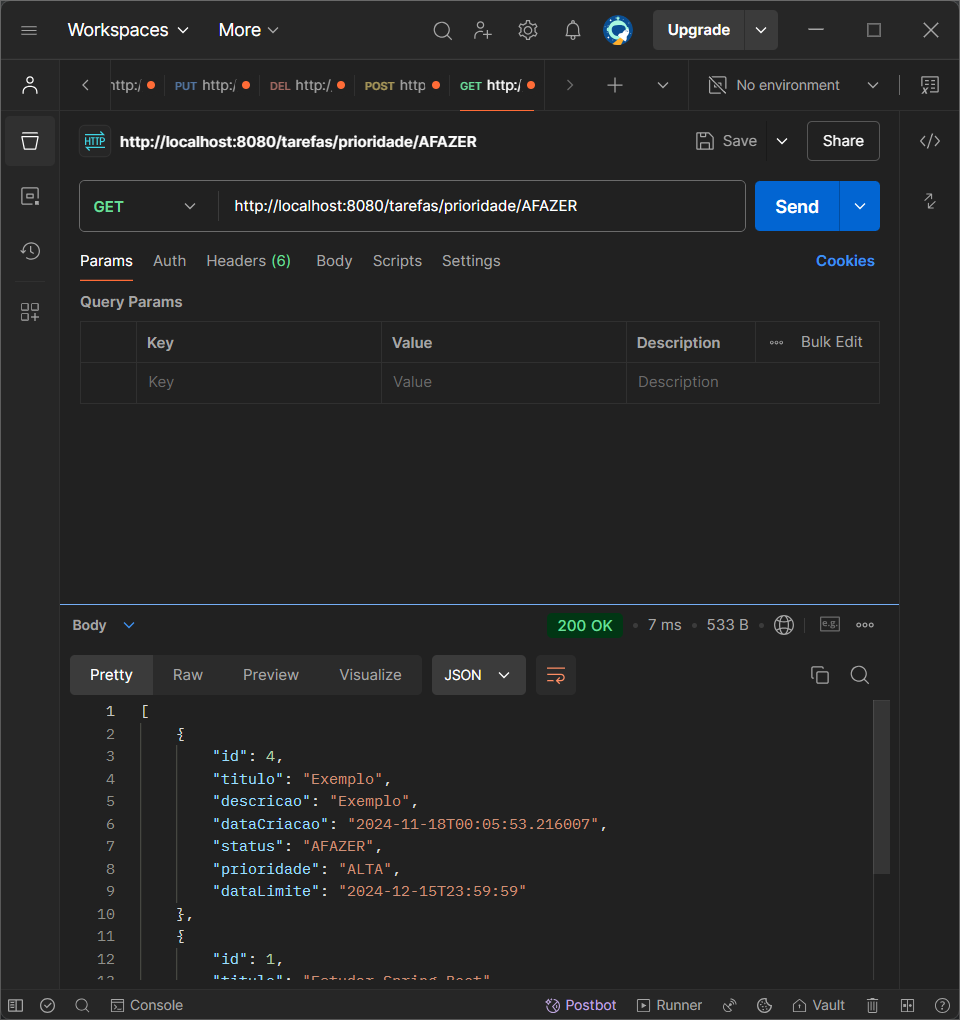 Workspaces More Upgrade
http:/ PUT http:/ DEL http:/ POST http GET http:/ No environment
HTTP http://localhost:8080/tarefas/prioridade/AFAZER Save Share
GET http://localhost:8080/tarefas/prioridade/AFAZER Send
Params Auth Headers (6) Body Scripts Settings Cookies
Query Params
Key Value Description Bulk Edit
Key Value Description
Body 200 OK 7 ms 533 B e.g.
Pretty Raw Preview Visualize JSON
1 [
2 {
3 "id": 4,
4 "titulo": "Exemplo",
5 "descricao": "Exemplo",
6 "dataCriacao": "2024-11-18T00:05:53.216007",
7 "status": "AFAZER",
8 "prioridade": "ALTA",
9 "dataLimite": "2024-12-15T23:59:59"
10 },
11 {
12 "id": 1,
13 "titulo": "Estudar Spring Boot"
Console Postbot Runner Vault